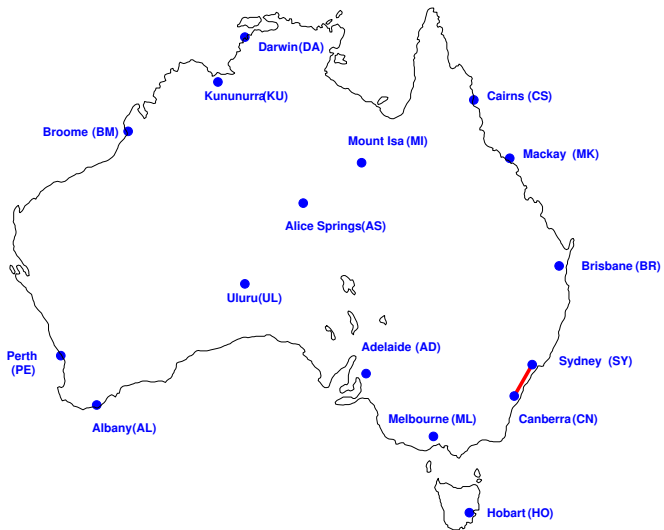 Darwin(DA)
Kununurra(KU)
Cairns (CS)
Broome (BM)
Mount Isa (MI)
Mackay (MK)
Alice Springs(AS)
Brisbane (BR)
Uluru(UL)
Perth
(PE)
Adelaide (AD)
Sydney (SY)
Albany(AL)
Melbourne (ML)
Canberra(CN)
Hobart (HO)